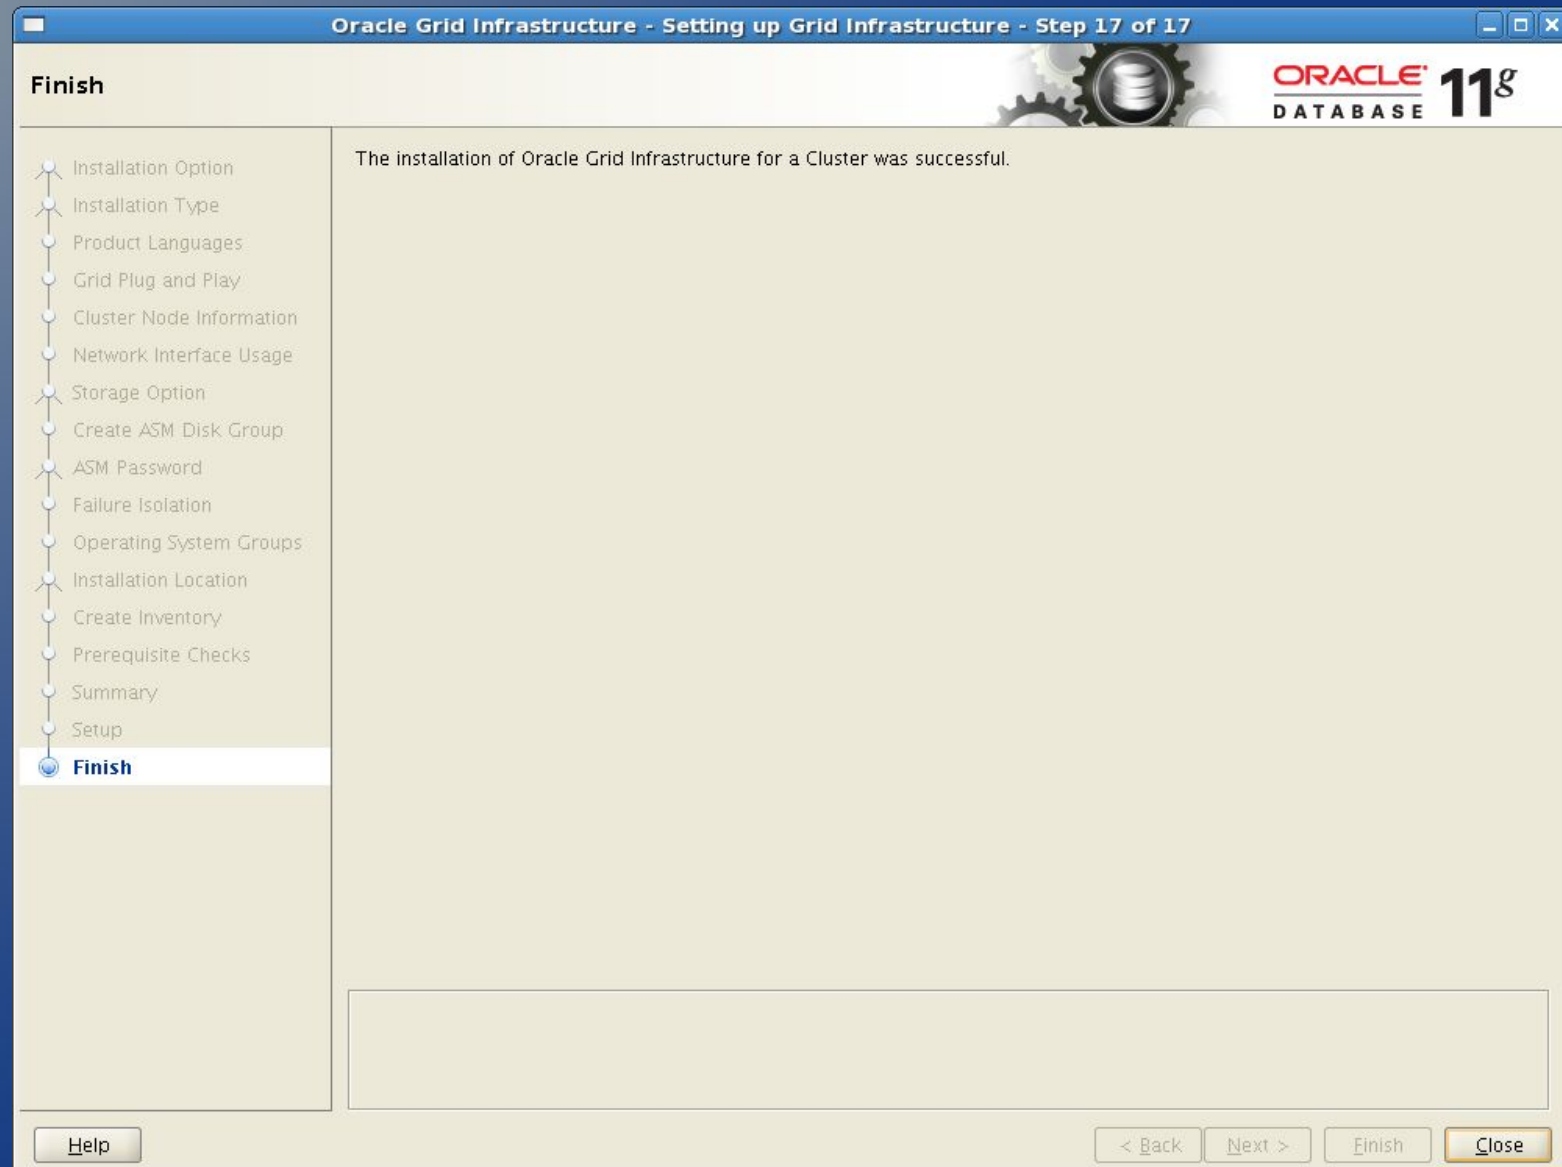 Oracle Grid Infrastructure - Setting up Grid Infrastructure - Step 17 of 17
Finish
ORACLE
DATABASE
11g
Installation Option
Installation Type
Product Languages
Grid Plug and Play
Cluster Node Information
Network Interface Usage
Storage Option
Create ASM Disk Group
ASM Password
Failure Isolation
Operating System Groups
Installation Location
Create Inventory
Prerequisite Checks
Summary
Setup
Finish
The installation of Oracle Grid Infrastructure for a Cluster was successful.
Help
< Back
Next >
Finish
Close